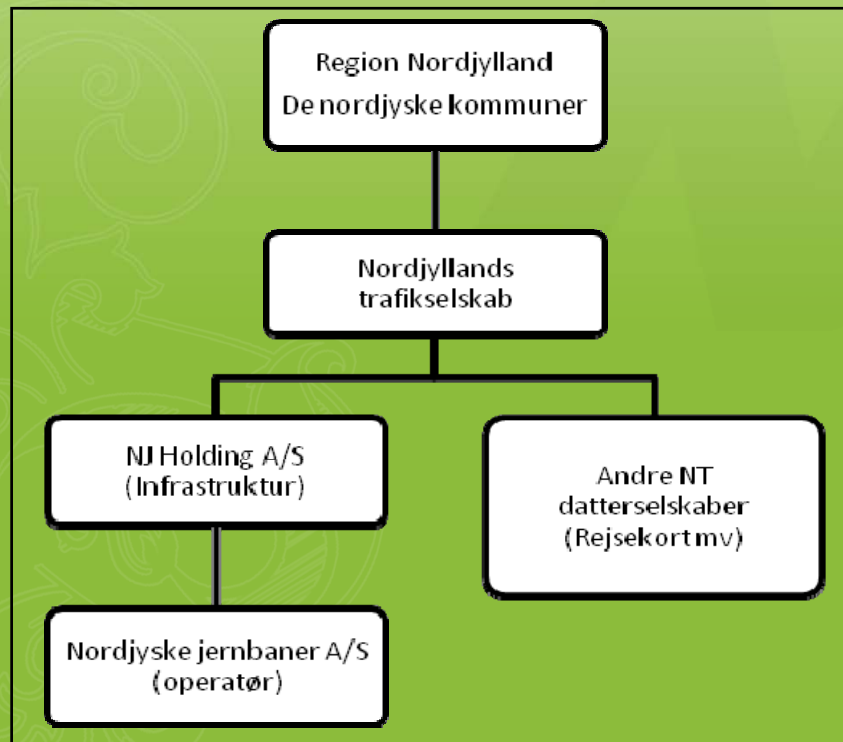 Region Nordjylland
De nordjyske kommuner
Nordjyllands
trafikselskab
NJ Holding A/S
(Infrastruktur)
Andre NT
datterselskaber
(Rejsekort mv)
Nordjyske jernbaner A/S
(operatør)